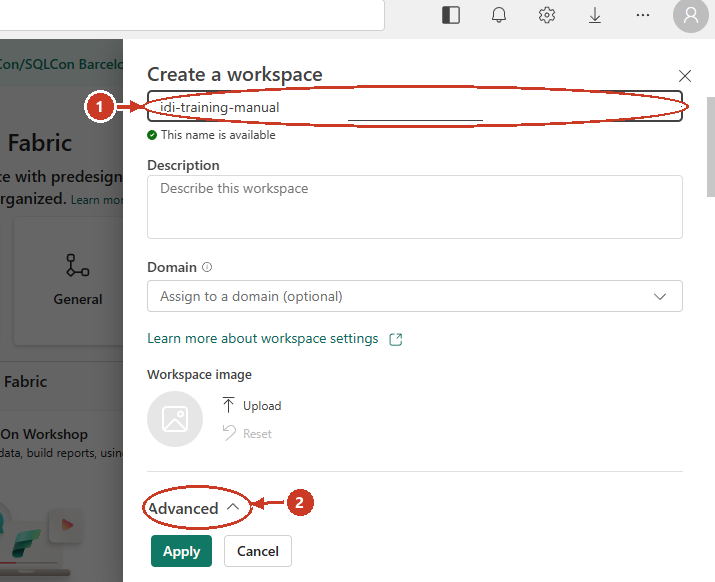 Create a workspace
Con/SQLCon Barcelo
1
idi-training-manual
This name is available
Fabric
Description
ce with predesign
Describe this workspace
rganized. Learn mor
Domain
General
Assign to a domain (optional)
Learn more about workspace settings
Workspace image
Fabric
Upload
Reset
On Workshop
data, build reports, using
Advanced
2
Apply
Cancel